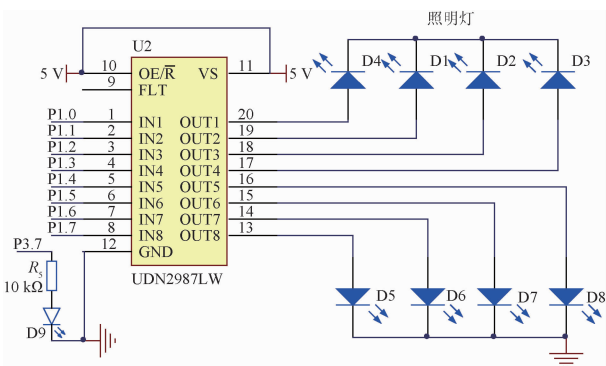 照明灯
U2
5 V 10 OE/R VS 11 5 V
9 FLT
D4 D1 D2 D3
P1.0 1 IN1 OUT1 20
P1.1 2 IN2 OUT2 19
P1.2 3 IN3 OUT3 18
P1.3 4 IN4 OUT4 17
P1.4 5 IN5 OUT5 16
P1.5 6 IN6 OUT6 15
P1.6 7 IN7 OUT7 14
P1.7 8 IN8 OUT8 13
P3.7 12 GND
R5
10 kΩ
UDN2987LW
D9
D5 D6 D7 D8